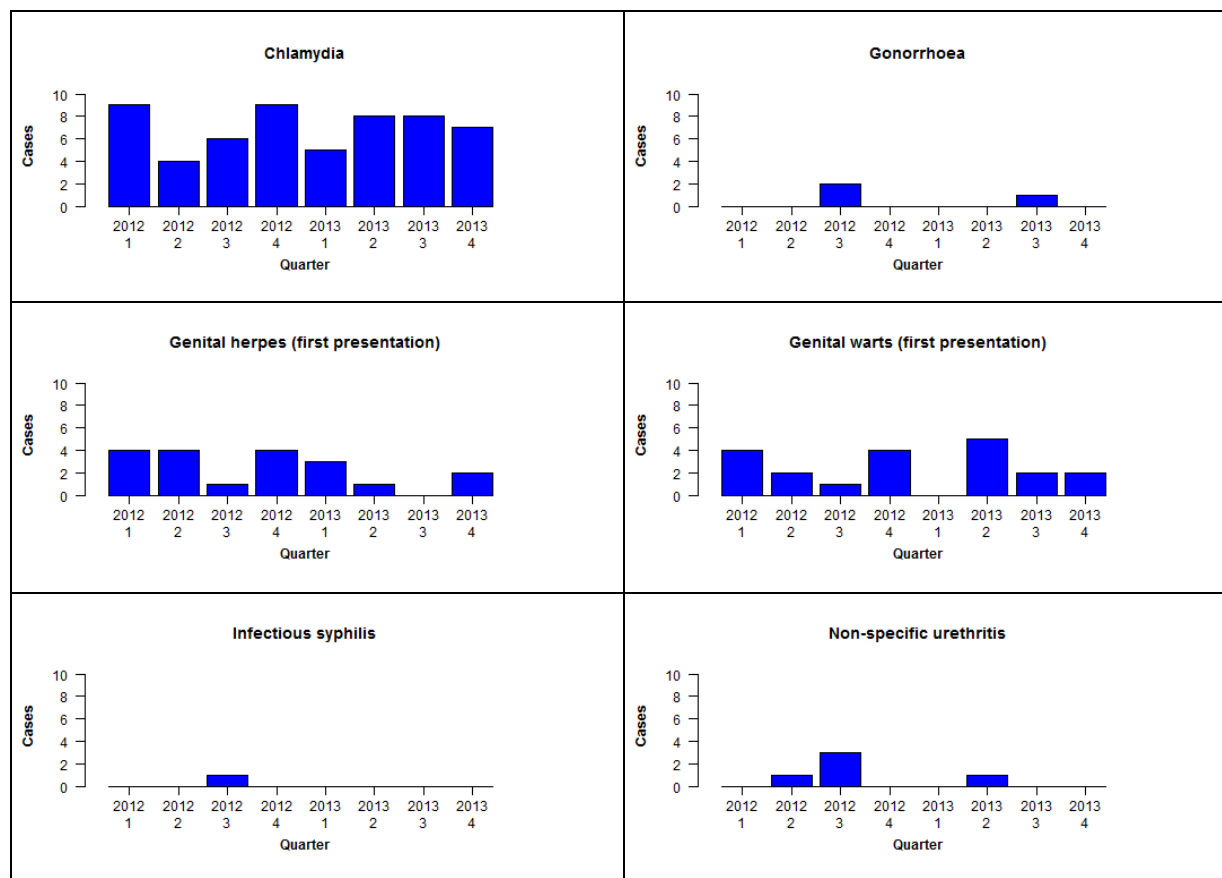 Chlamydia
10
8
6
4
2
0
Cases
2012 2012 2012 2012 2013 2013 2013 2013
1 2 3 4 1 2 3 4
Quarter
Gonorrhoea
10
8
6
4
2
0
Cases
2012 2012 2012 2012 2013 2013 2013 2013
1 2 3 4 1 2 3 4
Quarter
Genital herpes (first presentation)
10
8
6
4
2
0
Cases
2012 2012 2012 2012 2013 2013 2013 2013
1 2 3 4 1 2 3 4
Quarter
Genital warts (first presentation)
10
8
6
4
2
0
Cases
2012 2012 2012 2012 2013 2013 2013 2013
1 2 3 4 1 2 3 4
Quarter
Infectious syphilis
10
8
6
4
2
0
Cases
2012 2012 2012 2012 2013 2013 2013 2013
1 2 3 4 1 2 3 4
Quarter
Non-specific urethritis
10
8
6
4
2
0
Cases
2012 2012 2012 2012 2013 2013 2013 2013
1 2 3 4 1 2 3 4
Quarter